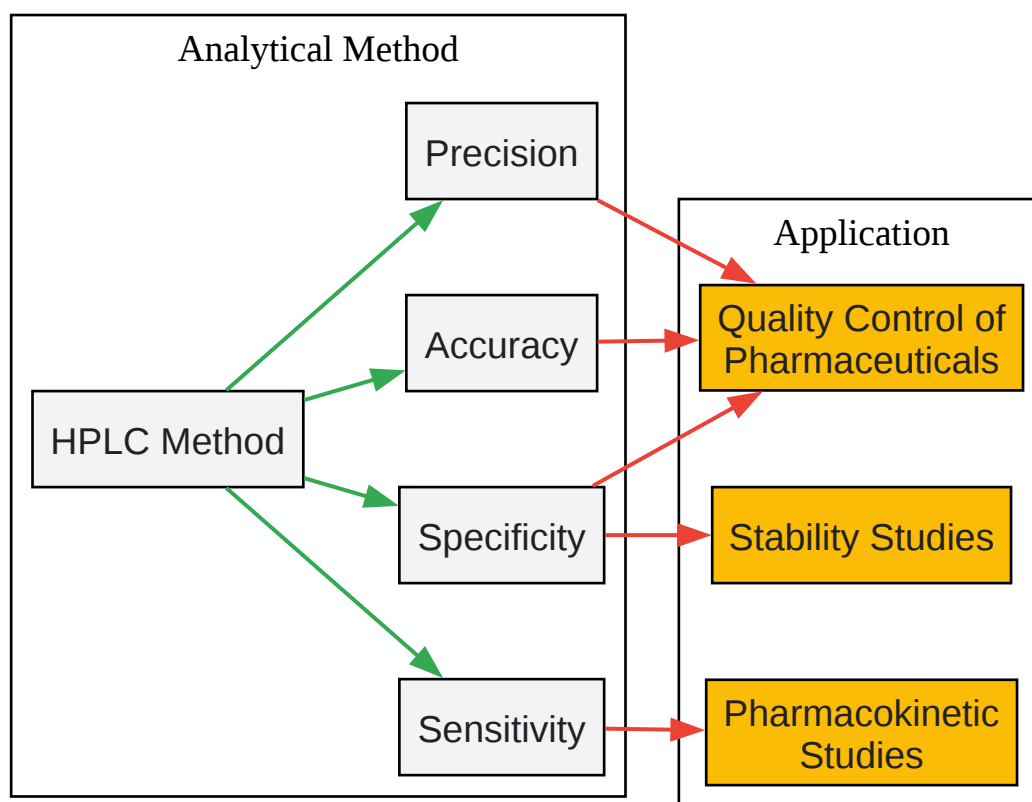 Analytical Method
Precision
Accuracy
HPLC Method
Specificity
Sensitivity
Application
Quality Control of
Pharmaceuticals
Stability Studies
Pharmacokinetic
Studies